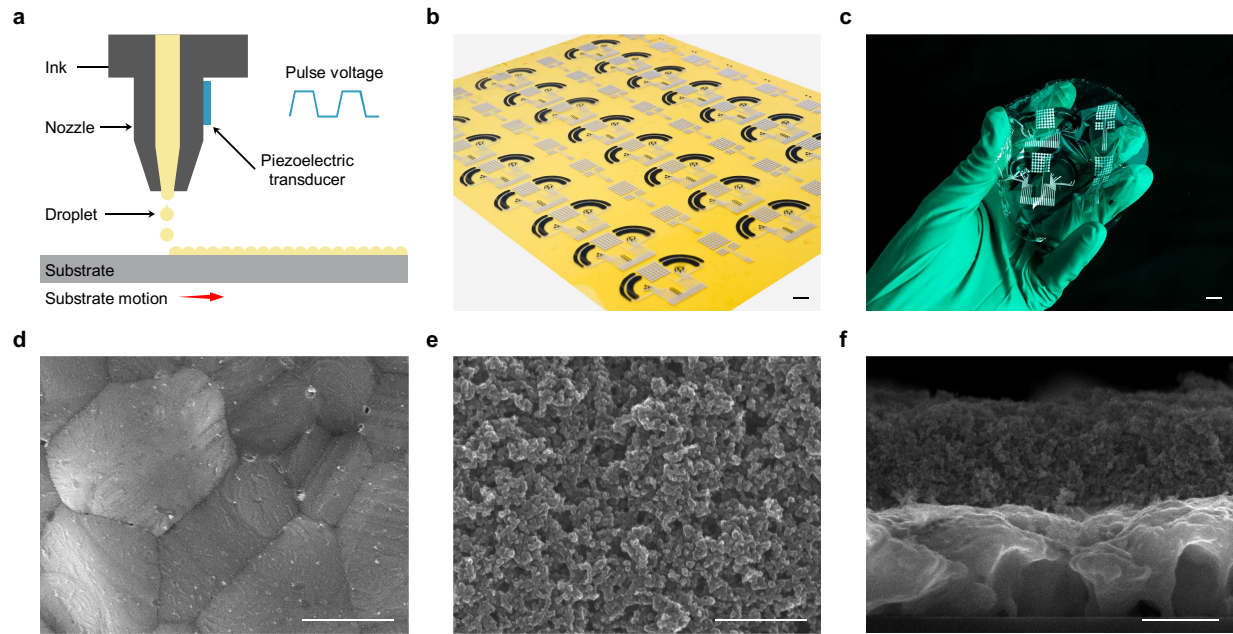 a
Ink
Nozzle
Droplet
Pulse voltage
Piezoelectric
transducer
Substrate
Substrate motion
b
c
d
e
f